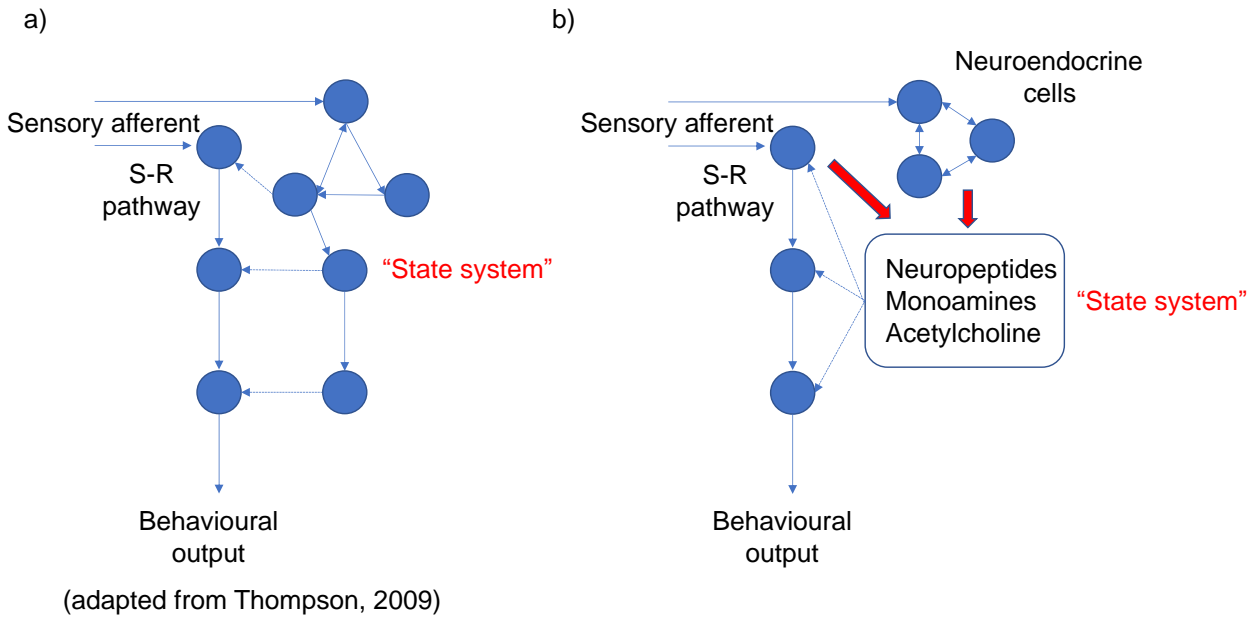 a)
Sensory afferent
S-R
pathway
“State system”
Behavioural
output
(adapted from Thompson, 2009)
b)
Neuroendocrine
cells
Sensory afferent
S-R
pathway
Neuropeptides
Monoamines
Acetylcholine
“State system”
Behavioural
output